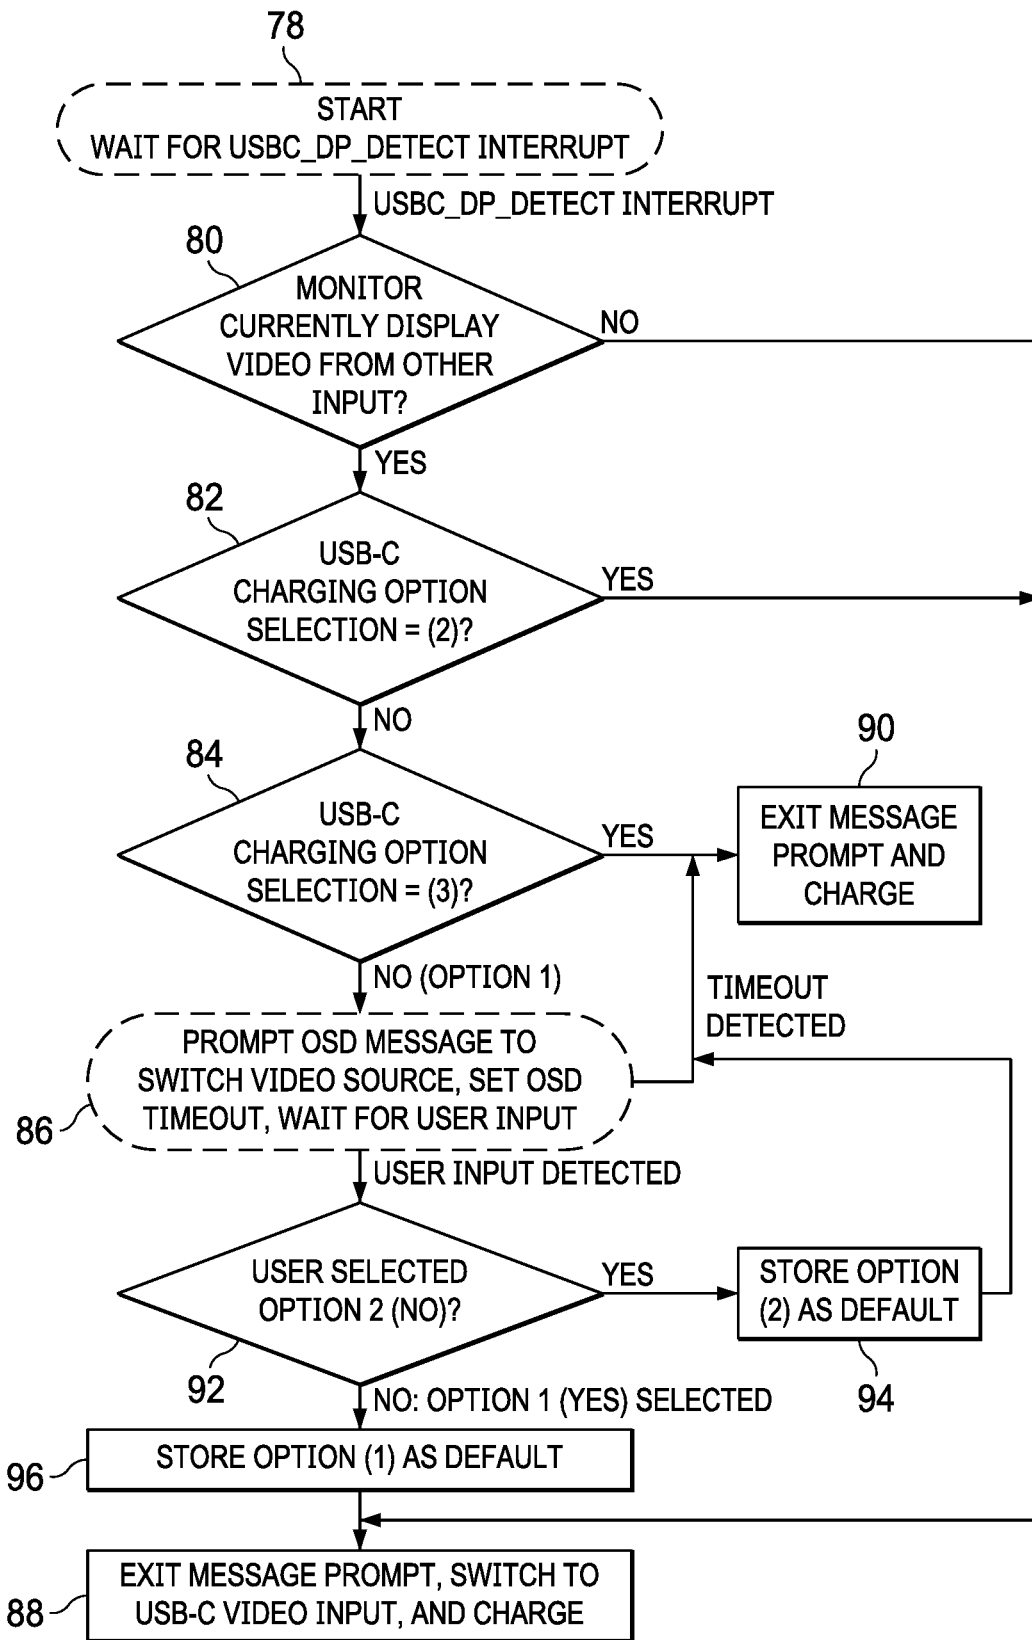 78
START
WAIT FOR USBC_DP_DETECT INTERRUPT
USBC_DP_DETECT INTERRUPT
80
MONITOR
CURRENTLY DISPLAY
VIDEO FROM OTHER
INPUT?
NO
YES
82
USB-C
CHARGING OPTION
SELECTION = (2)?
YES
NO
84
USB-C
CHARGING OPTION
SELECTION = (3)?
YES
90
EXIT MESSAGE
PROMPT AND
CHARGE
NO (OPTION 1)
TIMEOUT
DETECTED
PROMPT OSD MESSAGE TO
SWITCH VIDEO SOURCE, SET OSD
TIMEOUT, WAIT FOR USER INPUT
86
USER INPUT DETECTED
USER SELECTED
OPTION 2 (NO)?
YES
STORE OPTION
(2) AS DEFAULT
92
94
NO: OPTION 1 (YES) SELECTED
STORE OPTION (1) AS DEFAULT
96
EXIT MESSAGE PROMPT, SWITCH TO
USB-C VIDEO INPUT, AND CHARGE
88